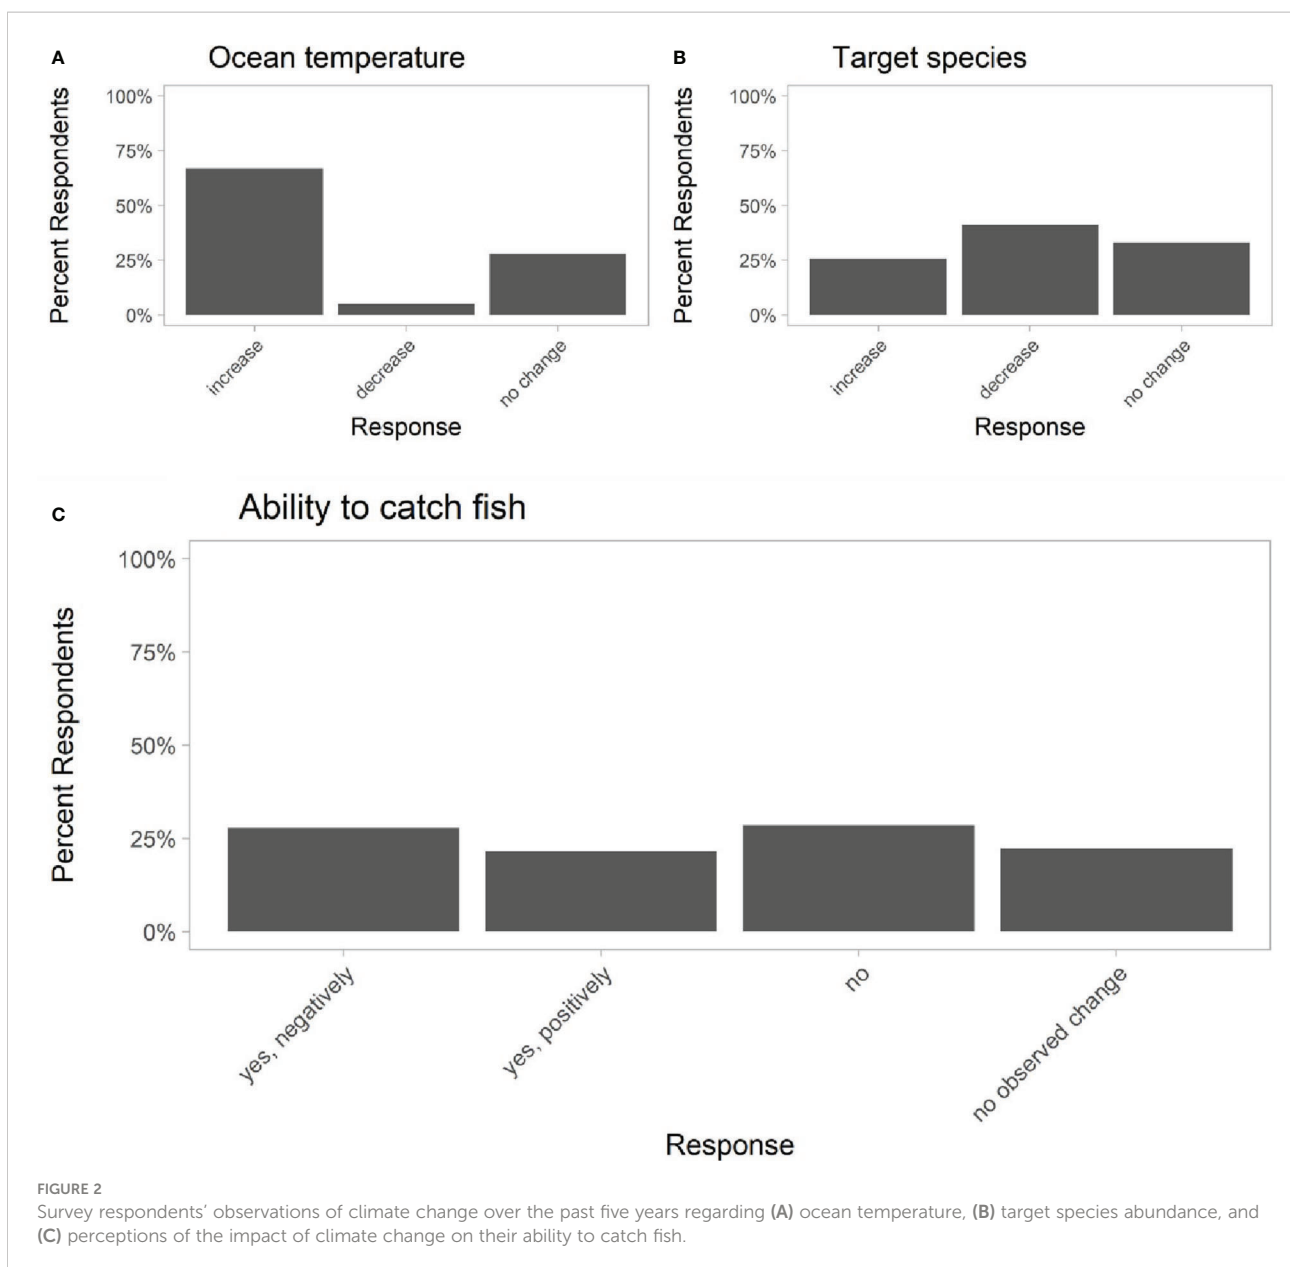 A
Ocean temperature
Percent Respondents
100%
75%
50%
25%
0%
increase
decrease
no change
Response
B
Target species
Percent Respondents
100%
75%
50%
25%
0%
increase
decrease
no change
Response
C
Ability to catch fish
Percent Respondents
100%
75%
50%
25%
0%
yes, negatively
yes, positively
no
no observed change
Response
FIGURE 2
Survey respondents’ observations of climate change over the past five years regarding (A) ocean temperature, (B) target species abundance, and
(C) perceptions of the impact of climate change on their ability to catch fish.